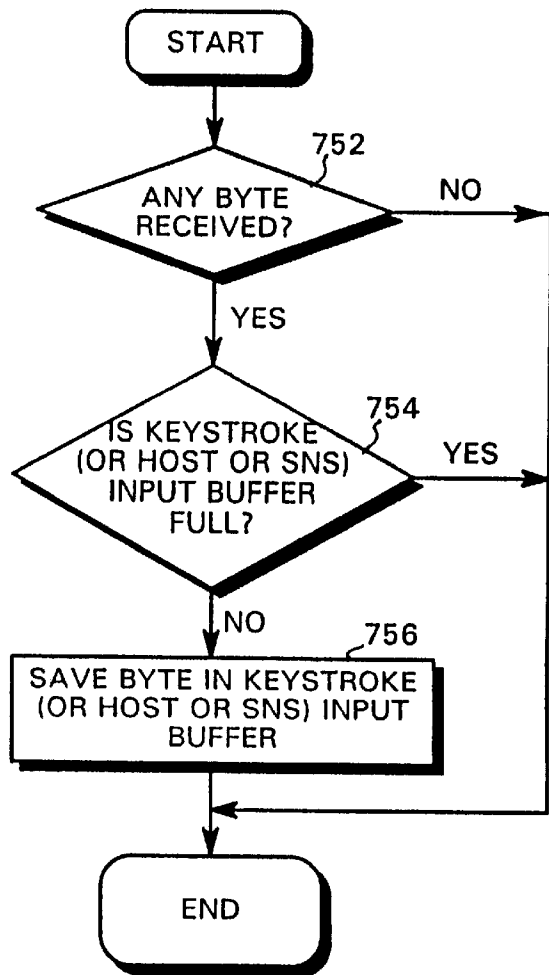 START
752
ANY BYTE
RECEIVED?
NO
YES
754
IS KEYSTROKE
(OR HOST OR SNS)
INPUT BUFFER
FULL?
YES
NO
756
SAVE BYTE IN KEYSTROKE
(OR HOST OR SNS) INPUT
BUFFER
END